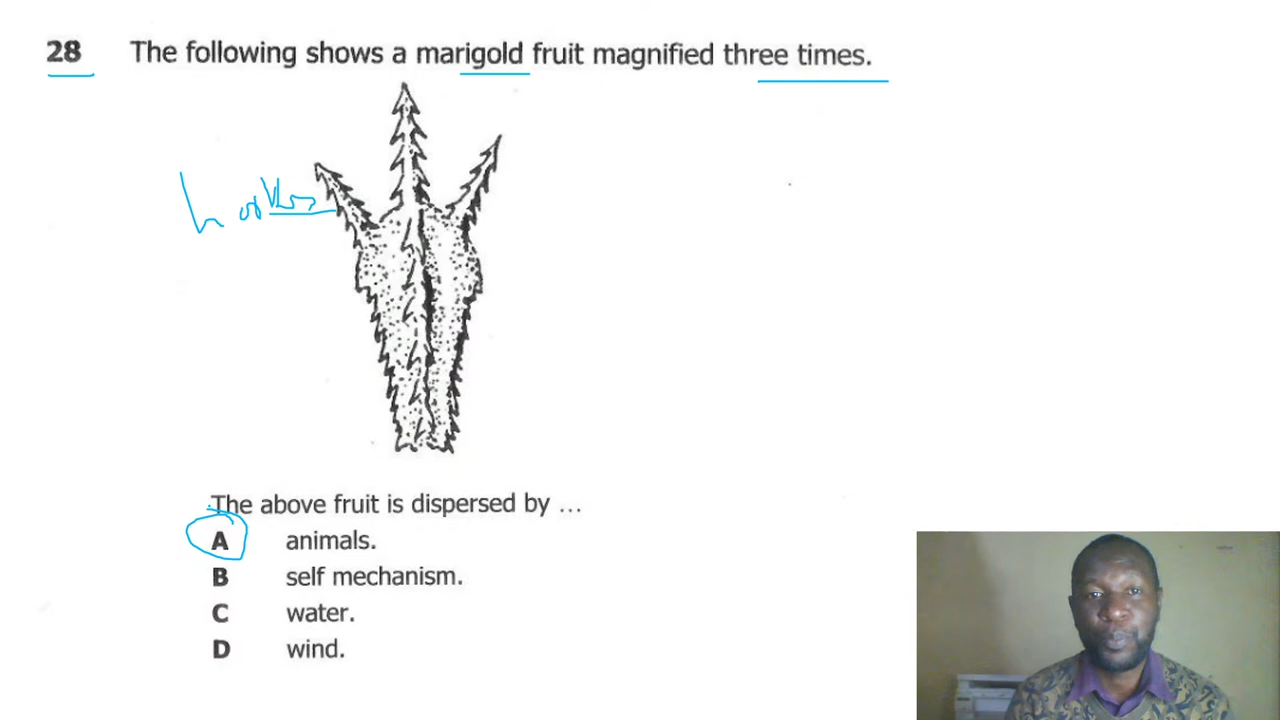 28 The following shows a marigold fruit magnified three times.
hooks
The above fruit is dispersed by ...
A animals.
B self mechanism.
C water.
D wind.